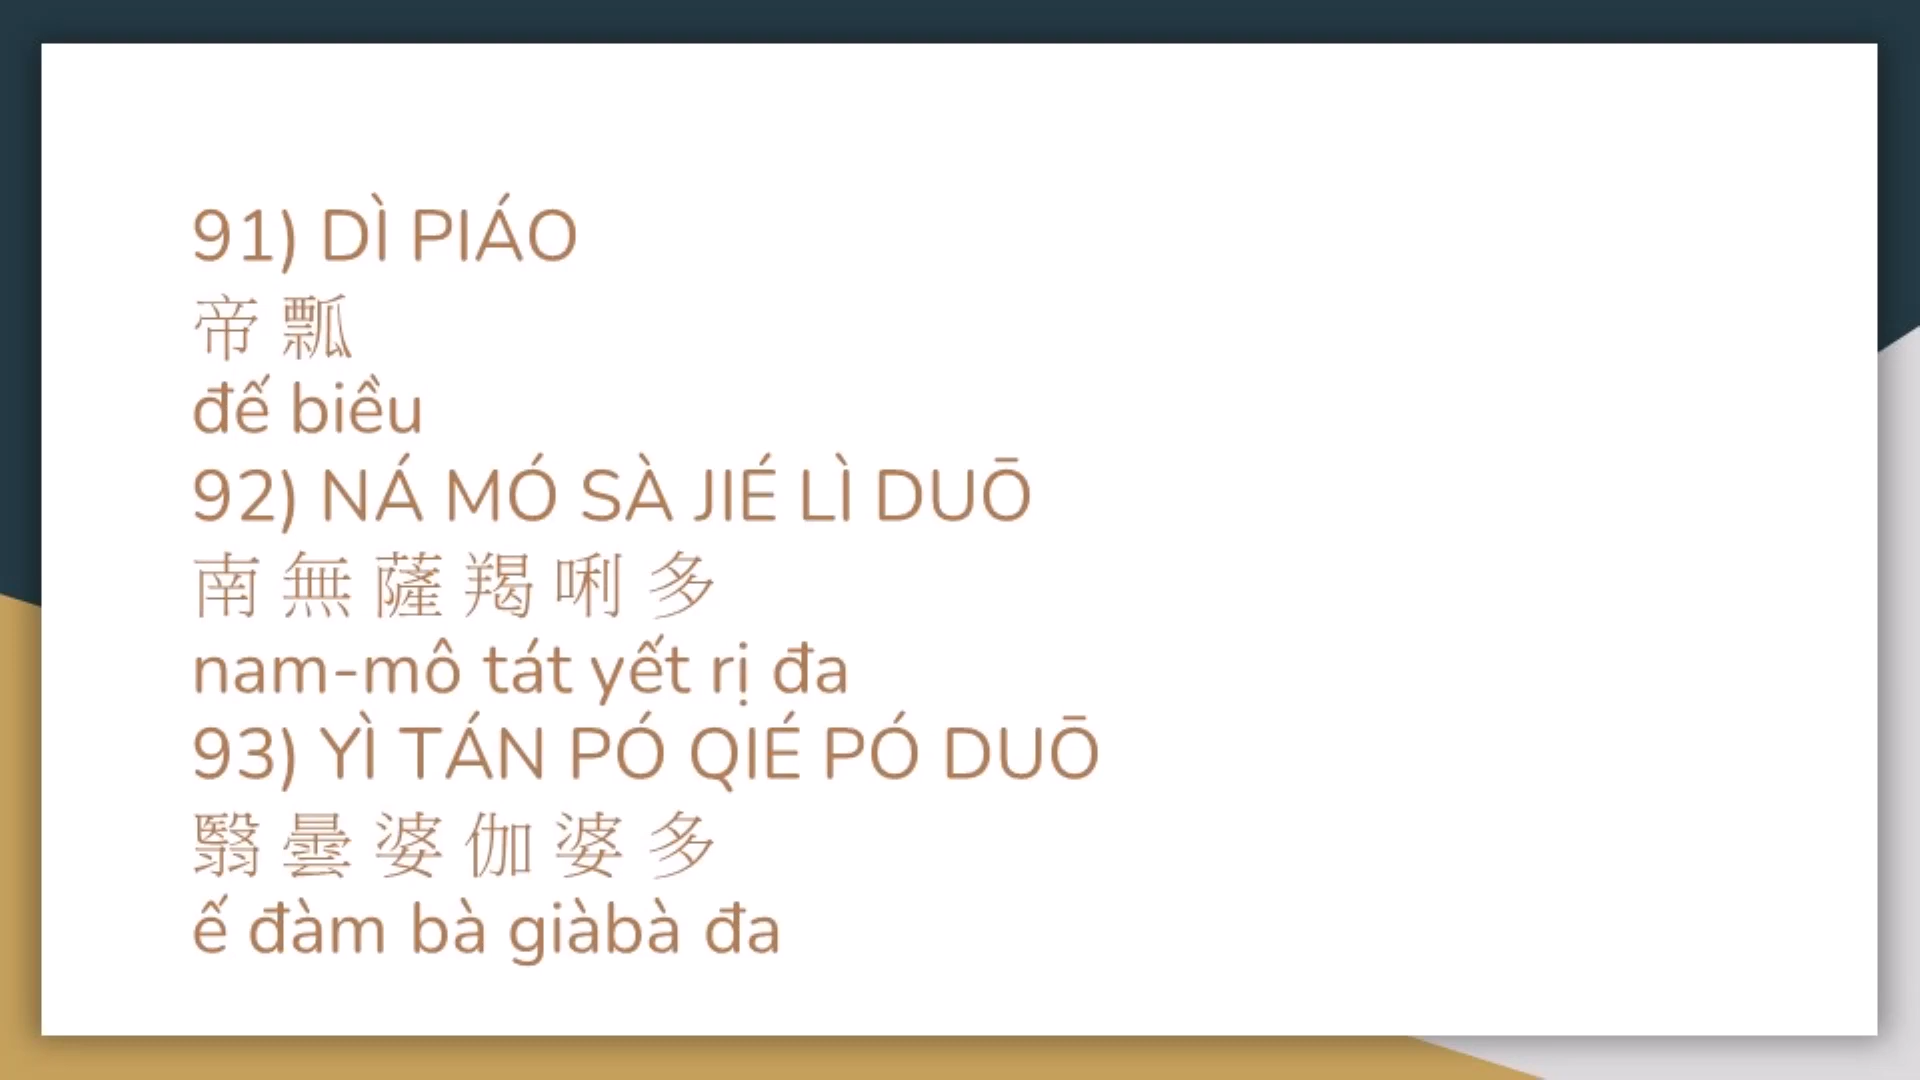 91) DÌ PIÁO
帝 瓢
đế biều
92) NÁ MÓ SÀ JIÉ LÌ DUŌ
南 無 薩 羯 唎 多
nam-mô tát yết rị đa
93) YÌ TÁN PÓ QIÉ PÓ DUŌ
翳 曇 婆 伽 婆 多
ế đàm bà giàbà đa